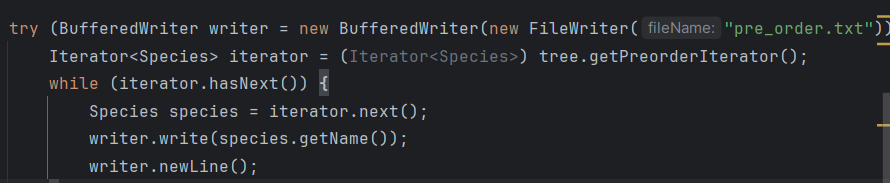 try (BufferedWriter writer = new BufferedWriter(new FileWriter( fileName: "pre_order.txt"))
Iterator<Species> iterator = (Iterator<Species>) tree.getPreorderIterator();
while (iterator.hasNext()) {
Species species = iterator.next();
writer.write(species.getName());
writer.newLine();